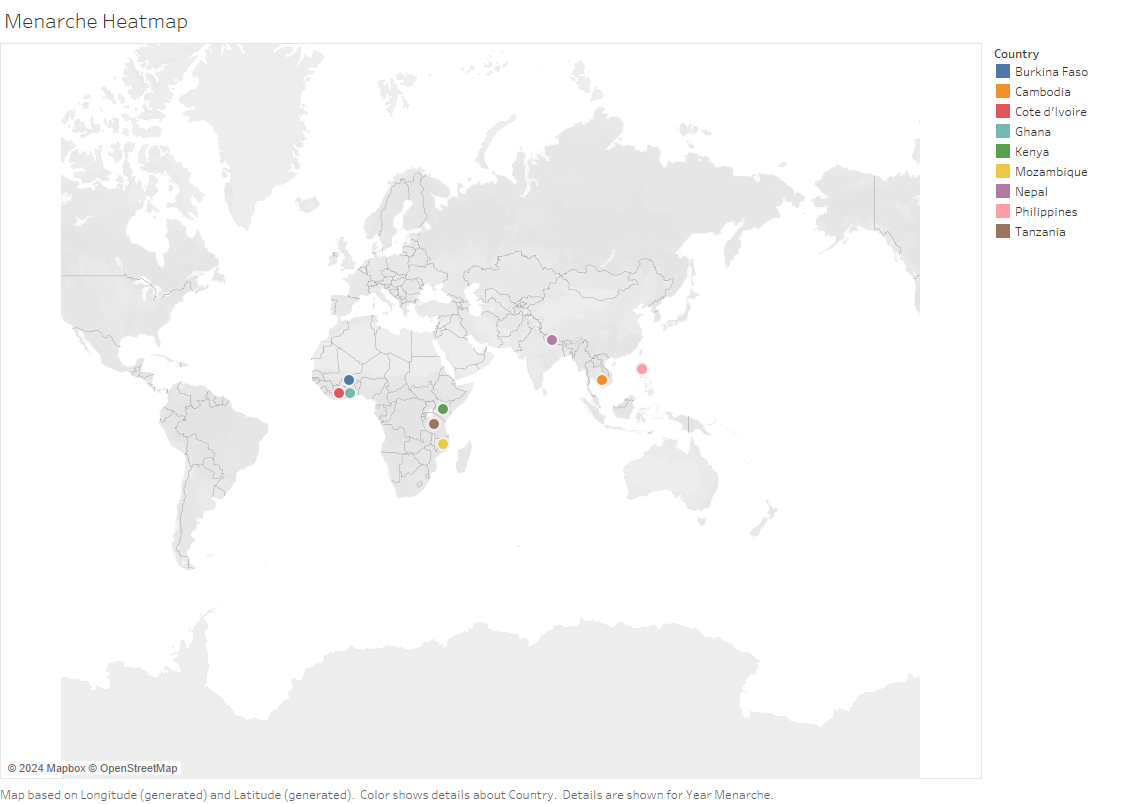 Menarche Heatmap
Country
Burkina Faso
Cambodia
Cote d'Ivoire
Ghana
Kenya
Mozambique
Nepal
Philippines
Tanzania
© 2024 Mapbox © OpenStreetMap
Map based on Longitude (generated) and Latitude (generated). Color shows details about Country. Details are shown for Year Menarche.